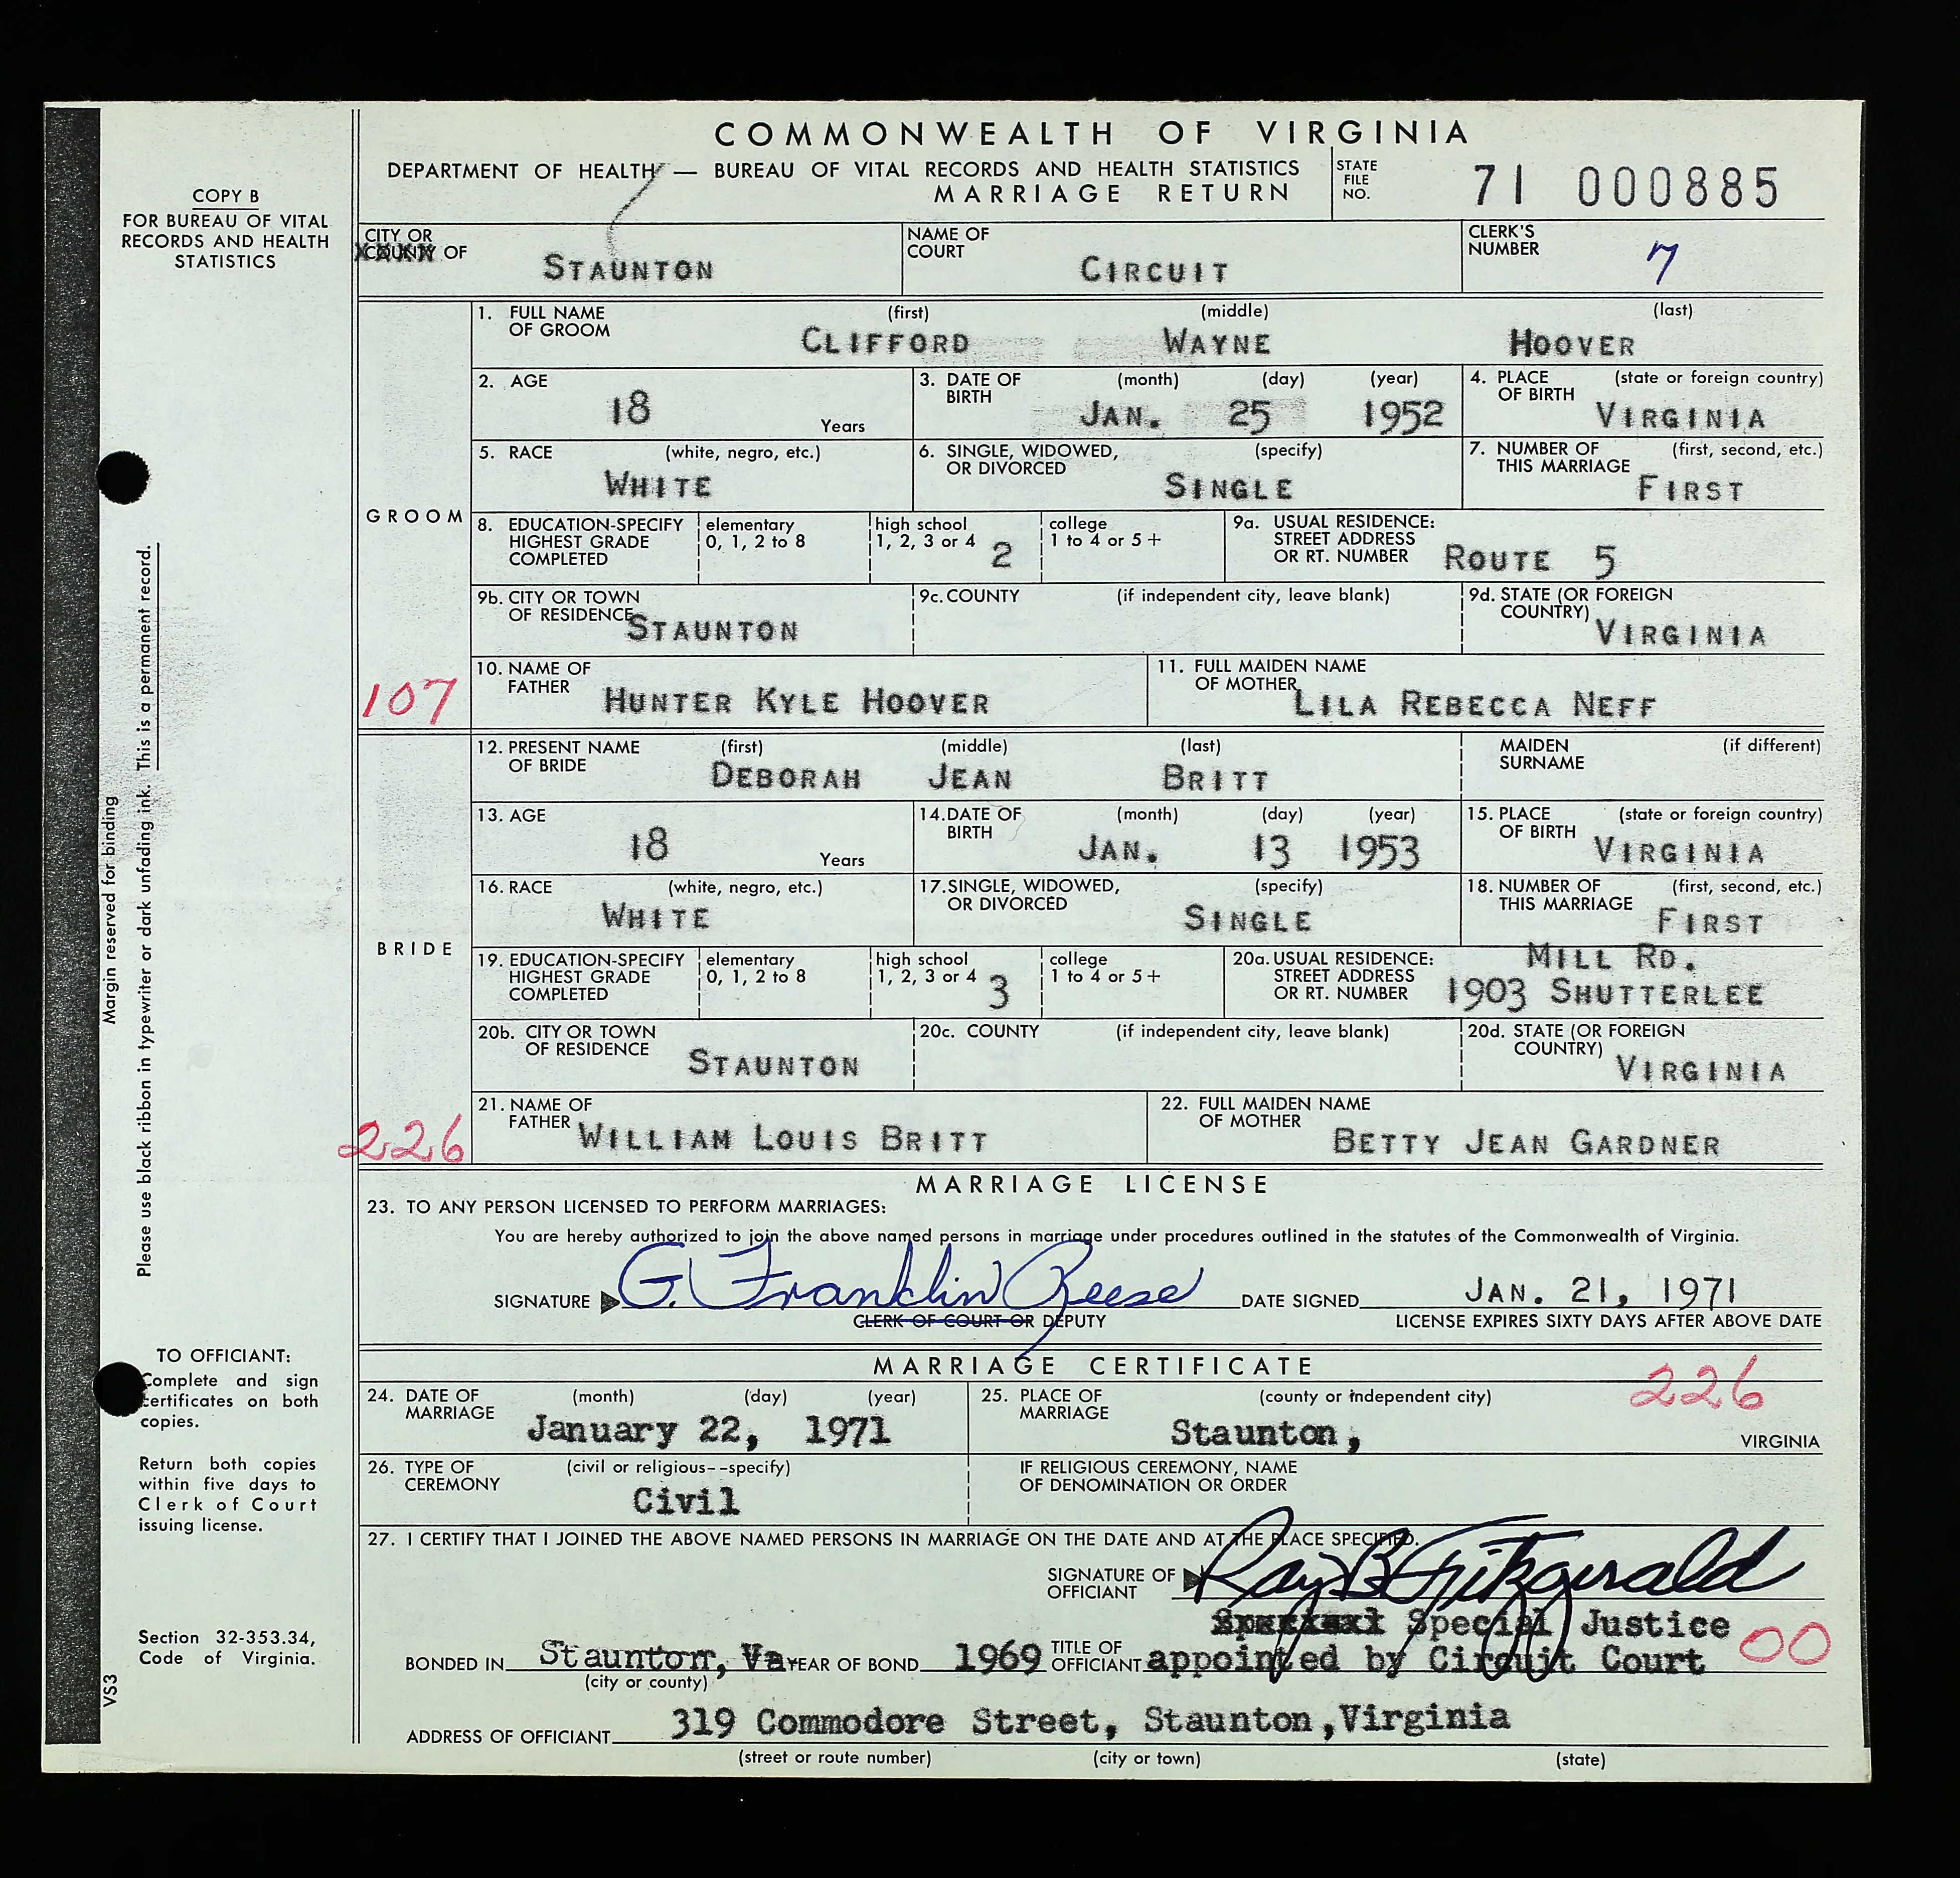 COMMONWEALTH OF VIRGINIA
DEPARTMENT OF HEALTH — BUREAU OF VITAL RECORDS AND HEALTH STATISTICS
MARRIAGE RETURN
STATE FILE NO. 71 000885
COPY B
FOR BUREAU OF VITAL
RECORDS AND HEALTH
STATISTICS
CITY OR COUNTY OF STAUNTON
NAME OF COURT CIRCUIT
CLERK'S NUMBER 7
GROOM
107
1. FULL NAME OF GROOM (first) CLIFFORD (middle) WAYNE (last) HOOVER
2. AGE 18 Years
3. DATE OF BIRTH (month) JAN. (day) 25 (year) 1952
4. PLACE OF BIRTH (state or foreign country) VIRGINIA
5. RACE (white, negro, etc.) WHITE
6. SINGLE, WIDOWED, OR DIVORCED (specify) SINGLE
7. NUMBER OF THIS MARRIAGE (first, second, etc.) FIRST
8. EDUCATION-SPECIFY HIGHEST GRADE COMPLETED elementary 0, 1, 2 to 8 high school 1, 2, 3 or 4 2 college 1 to 4 or 5+
9a. USUAL RESIDENCE: STREET ADDRESS OR RT. NUMBER ROUTE 5
9b. CITY OR TOWN OF RESIDENCE STAUNTON
9c. COUNTY (if independent city, leave blank)
9d. STATE (OR FOREIGN COUNTRY) VIRGINIA
10. NAME OF FATHER HUNTER KYLE HOOVER
11. FULL MAIDEN NAME OF MOTHER LILA REBECCA NEFF
BRIDE
226
12. PRESENT NAME OF BRIDE (first) DEBORAH (middle) JEAN (last) BRITT
MAIDEN SURNAME (if different)
13. AGE 18 Years
14. DATE OF BIRTH (month) JAN. (day) 13 (year) 1953
15. PLACE OF BIRTH (state or foreign country) VIRGINIA
16. RACE (white, negro, etc.) WHITE
17. SINGLE, WIDOWED, OR DIVORCED (specify) SINGLE
18. NUMBER OF THIS MARRIAGE (first, second, etc.) FIRST
19. EDUCATION-SPECIFY HIGHEST GRADE COMPLETED elementary 0, 1, 2 to 8 high school 1, 2, 3 or 4 3 college 1 to 4 or 5+
20a. USUAL RESIDENCE: STREET ADDRESS OR RT. NUMBER MILL RD.
1903 SHUTTERLEE
20b. CITY OR TOWN OF RESIDENCE STAUNTON
20c. COUNTY (if independent city, leave blank)
20d. STATE (OR FOREIGN COUNTRY) VIRGINIA
21. NAME OF FATHER WILLIAM LOUIS BRITT
22. FULL MAIDEN NAME OF MOTHER BETTY JEAN GARDNER
MARRIAGE LICENSE
23. TO ANY PERSON LICENSED TO PERFORM MARRIAGES:
You are hereby authorized to join the above named persons in marriage under procedures outlined in the statutes of the Commonwealth of Virginia.
SIGNATURE G. Franklin Reese DATE SIGNED JAN. 21, 1971
CLERK OF COURT OR DEPUTY
LICENSE EXPIRES SIXTY DAYS AFTER ABOVE DATE
MARRIAGE CERTIFICATE
226
24. DATE OF MARRIAGE (month) (day) (year) January 22, 1971
25. PLACE OF MARRIAGE (county or independent city) Staunton, VIRGINIA
26. TYPE OF CEREMONY (civil or religious--specify) Civil
IF RELIGIOUS CEREMONY, NAME OF DENOMINATION OR ORDER
27. I CERTIFY THAT I JOINED THE ABOVE NAMED PERSONS IN MARRIAGE ON THE DATE AND AT THE PLACE SPECIFIED.
SIGNATURE OF OFFICIANT Ray B Fitzgerald
BONDED IN Staunton, Va (city or county) YEAR OF BOND 1969
TITLE OF OFFICIANT Special Justice
appointed by Circuit Court
00
ADDRESS OF OFFICIANT 319 Commodore Street, Staunton, Virginia
(street or route number) (city or town) (state)
Margin reserved for binding
Please use black ribbon in typewriter or dark unfading ink. This is a permanent record.
TO OFFICIANT:
Complete and sign
certificates on both
copies.
Return both copies
within five days to
Clerk of Court
issuing license.
Section 32-353.34,
Code of Virginia.
VS3